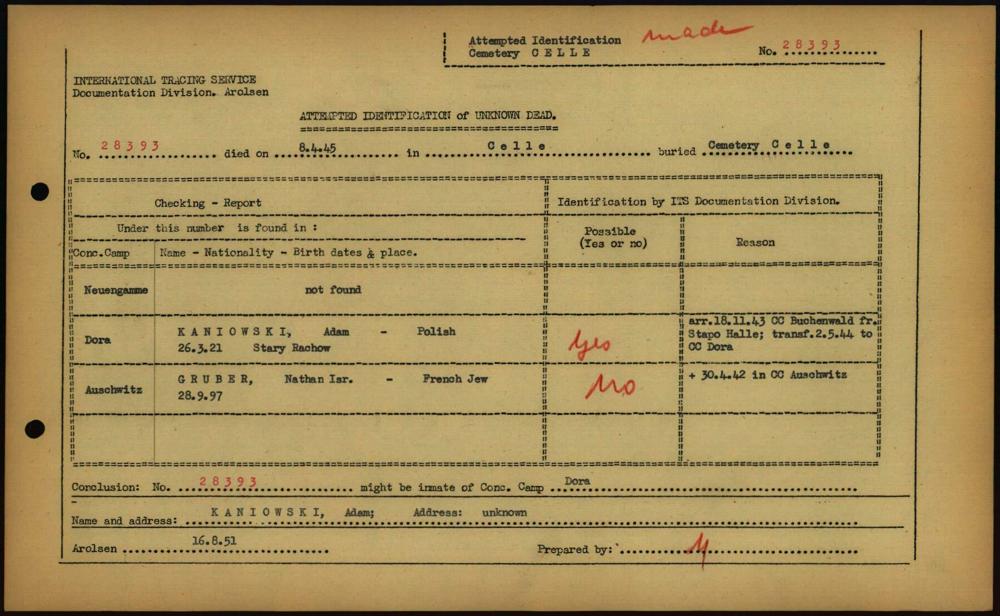 Attempted Identification made
Cemetery C E L L E No. 28393
INTERNATIONAL TRACING SERVICE
Documentation Division. Arolsen
ATTEMPTED IDENTIFICATION of UNKNOWN DEAD.
No. 28393 died on 8.4.45 in C e l l e buried Cemetery C e l l e
Checking - Report Identification by ITS Documentation Division.
Under this number is found in : Possible (Yes or no) Reason
Conc.Camp Name - Nationality - Birth dates & place.
Neuengamme not found
Dora K A N I O W S K I, Adam - Polish
26.3.21 Stary Rachow
Yes
arr.18.11.43 CC Buchenwald fr.
Stapo Halle; transf.2.5.44 to
CC Dora
Auschwitz G R U B E R, Nathan Isr. - French Jew
28.9.97
No
+ 30.4.42 in CC Auschwitz
Conclusion: No. 28393 might be inmate of Conc. Camp Dora
Name and address: K A N I O W S K I, Adam; Address: unknown
Arolsen 16.8.51 Prepared by: